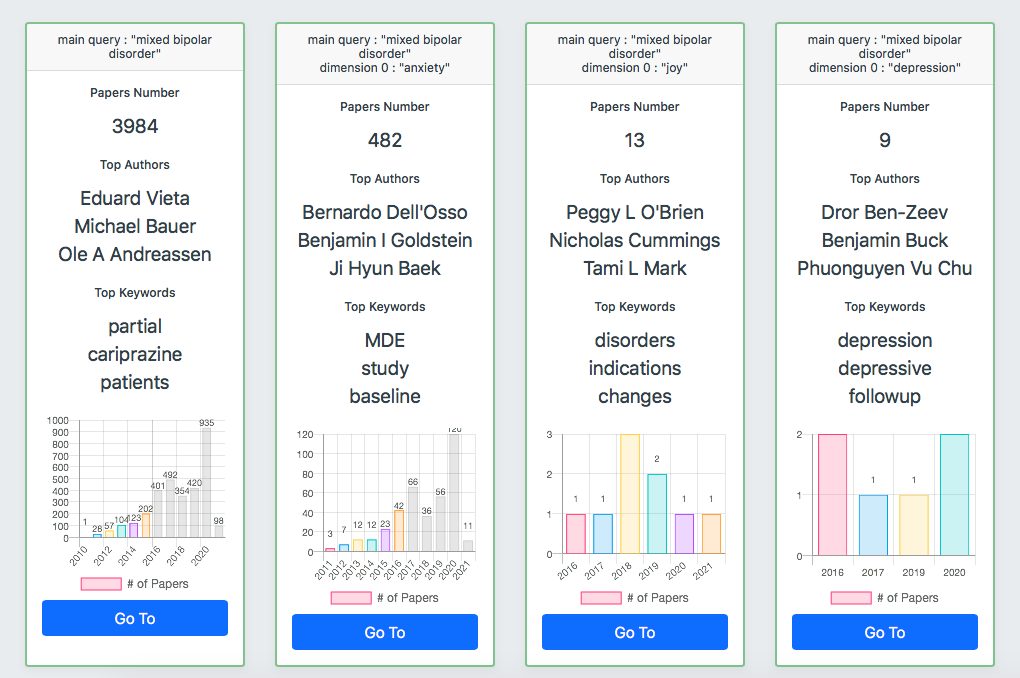 main query : "mixed bipolar
disorder"
Papers Number
3984
Top Authors
Eduard Vieta
Michael Bauer
Ole A Andreassen
Top Keywords
partial
cariprazine
patients
1000
900
800
700
600
500
400
300
200
100
0
1
28
57
104
123
202
401
492
354
420
935
98
2010
2012
2014
2016
2018
2020
# of Papers
Go To
main query : "mixed bipolar
disorder"
dimension 0 : "anxiety"
Papers Number
482
Top Authors
Bernardo Dell'Osso
Benjamin I Goldstein
Ji Hyun Baek
Top Keywords
MDE
study
baseline
120
100
80
60
40
20
0
3
7
12
12
23
42
66
36
56
120
11
2011
2012
2013
2014
2015
2016
2017
2018
2019
2020
2021
# of Papers
Go To
main query : "mixed bipolar
disorder"
dimension 0 : "joy"
Papers Number
13
Top Authors
Peggy L O'Brien
Nicholas Cummings
Tami L Mark
Top Keywords
disorders
indications
changes
3
2
1
0
1
1
2
1
1
2016
2017
2018
2019
2020
2021
# of Papers
Go To
main query : "mixed bipolar
disorder"
dimension 0 : "depression"
Papers Number
9
Top Authors
Dror Ben-Zeev
Benjamin Buck
Phuonguyen Vu Chu
Top Keywords
depression
depressive
followup
2
1
0
1
1
2016
2017
2019
2020
# of Papers
Go To